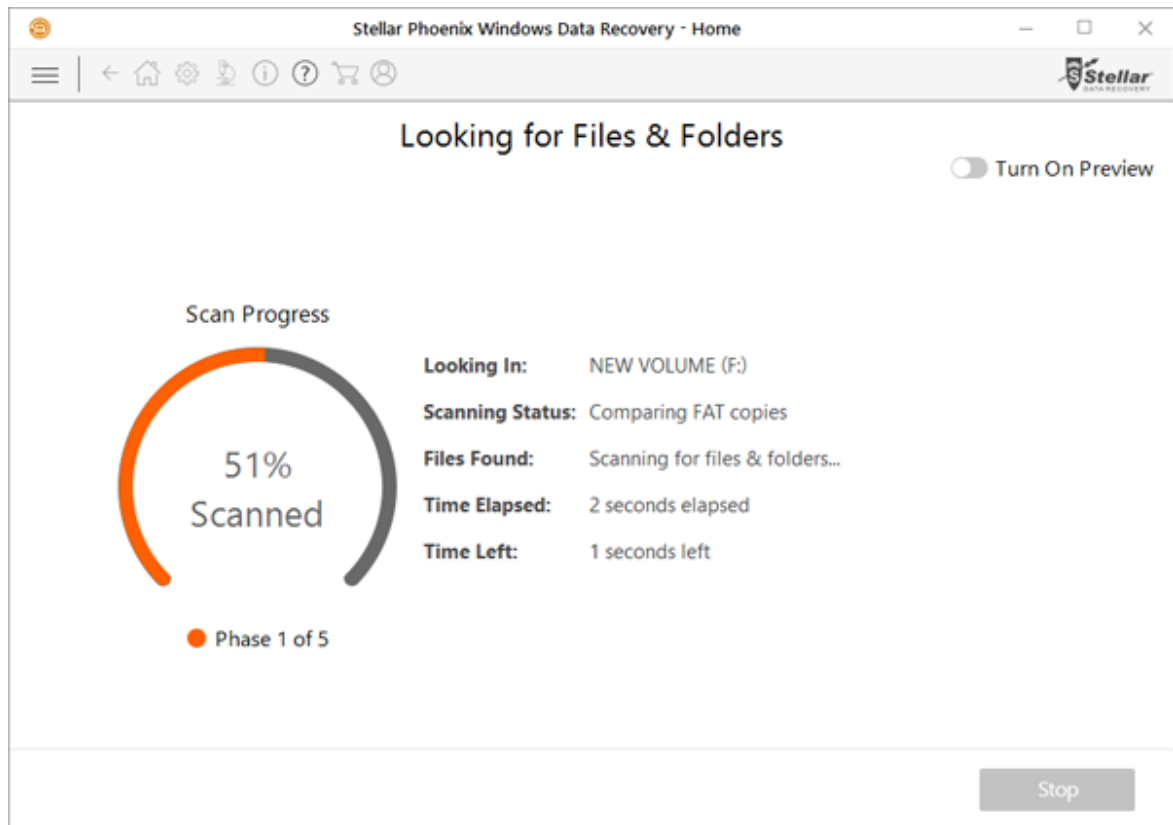 Stellar Phoenix Windows Data Recovery - Home
Stellar
DATA RECOVERY
Looking for Files & Folders
Turn On Preview
Scan Progress
51%
Scanned
Phase 1 of 5
Looking In: NEW VOLUME (F:)
Scanning Status: Comparing FAT copies
Files Found: Scanning for files & folders...
Time Elapsed: 2 seconds elapsed
Time Left: 1 seconds left
Stop